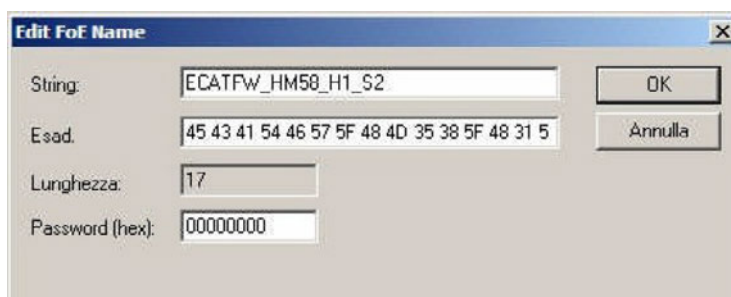 Edit FoE Name
String: ECATFW_HM58_H1_S2 OK
Esad. 45 43 41 54 46 57 5F 48 4D 35 38 5F 48 31 5 Annulla
Lunghezza: 17
Password (hex): 00000000